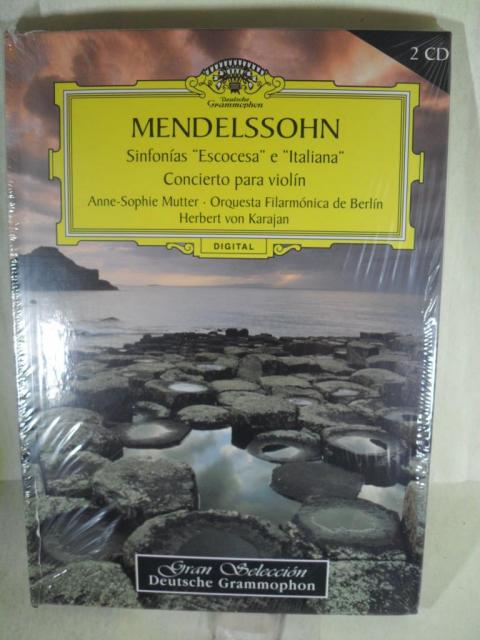 2 CD
Deutsche
Grammophon
MENDELSSOHN
Sinfonías "Escocesa" e "Italiana"
Concierto para violín
Anne-Sophie Mutter · Orquesta Filarmónica de Berlín
Herbert von Karajan
DIGITAL
Gran Selección
Deutsche Grammophon